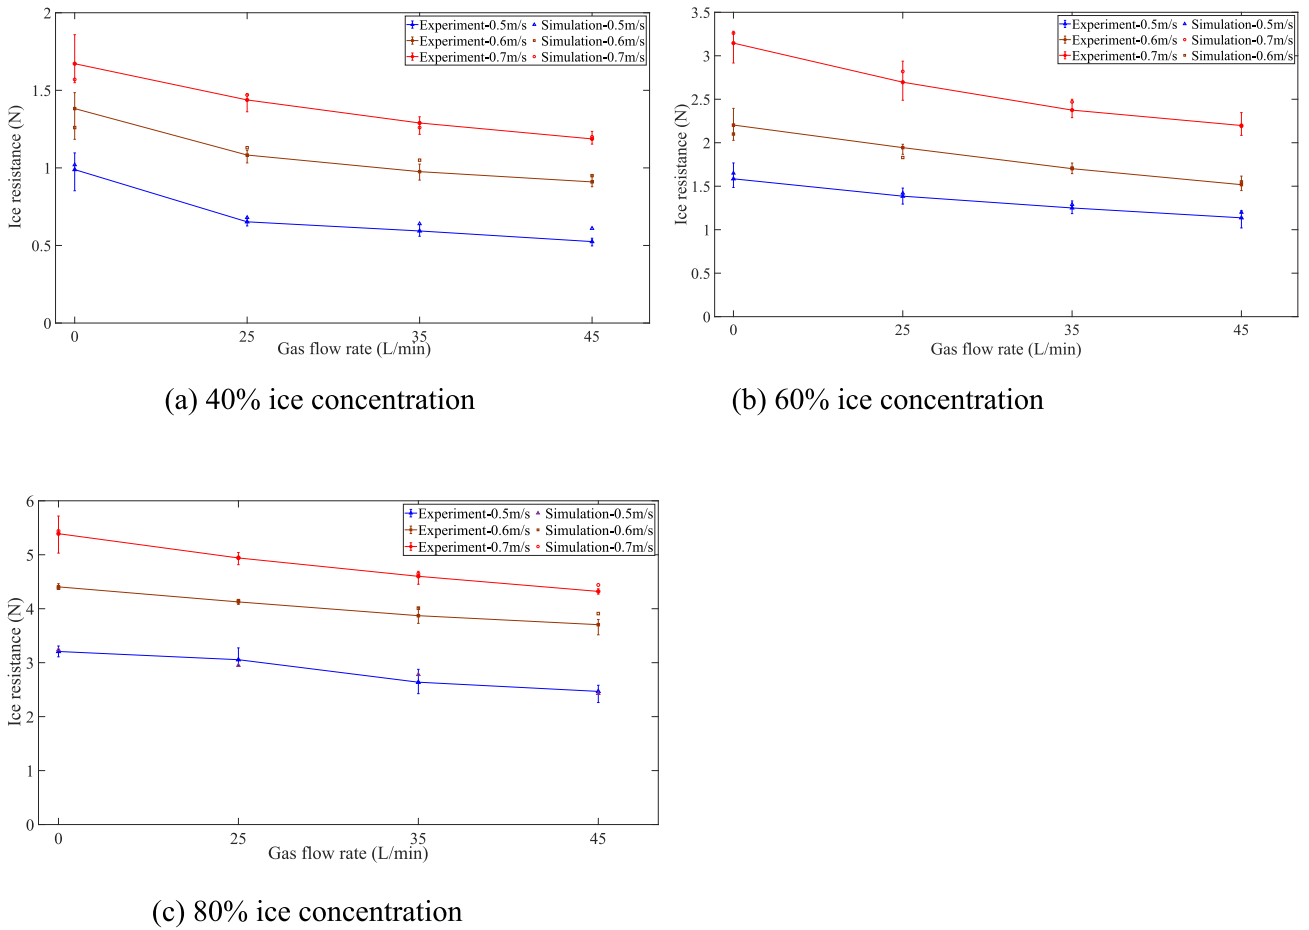 2
1.5
1
0.5
0
Ice resistance (N)
Experiment-0.5m/s Simulation-0.5m/s
Experiment-0.6m/s Simulation-0.6m/s
Experiment-0.7m/s Simulation-0.7m/s
0 25 35 45
Gas flow rate (L/min)
(a) 40% ice concentration
3.5
3
2.5
2
1.5
1
0.5
0
Ice resistance (N)
Experiment-0.5m/s Simulation-0.5m/s
Experiment-0.6m/s Simulation-0.7m/s
Experiment-0.7m/s Simulation-0.6m/s
0 25 35 45
Gas flow rate (L/min)
(b) 60% ice concentration
6
5
4
3
2
1
0
Ice resistance (N)
Experiment-0.5m/s Simulation-0.5m/s
Experiment-0.6m/s Simulation-0.6m/s
Experiment-0.7m/s Simulation-0.7m/s
0 25 35 45
Gas flow rate (L/min)
(c) 80% ice concentration